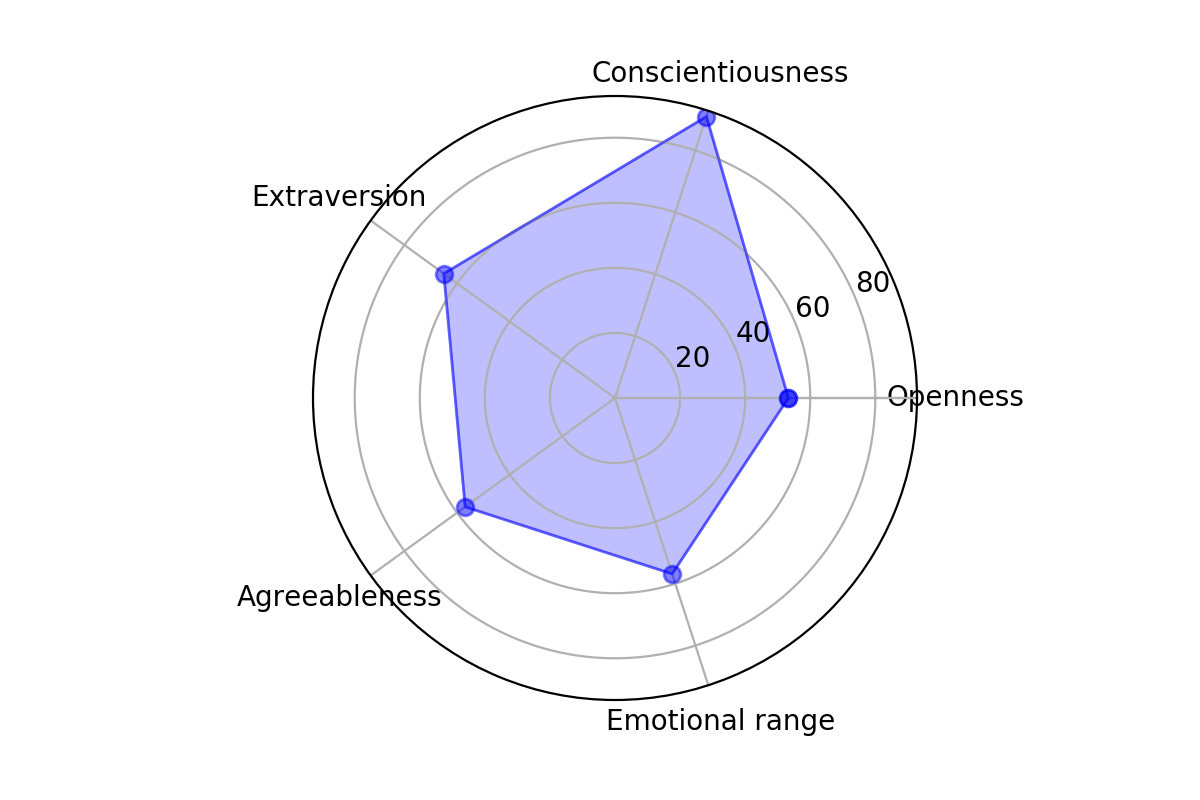 Conscientiousness
Extraversion
80
60
40
20
Openness
Agreeableness
Emotional range